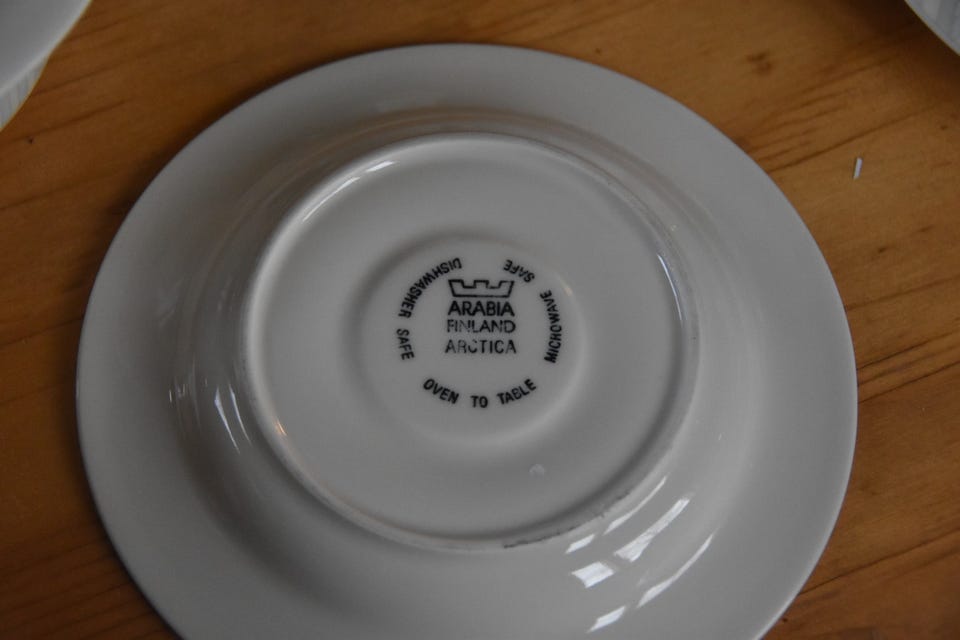 ARABIA
FINLAND
ARCTICA
DISHWASHER SAFE
OVEN TO TABLE
MICROWAVE SAFE